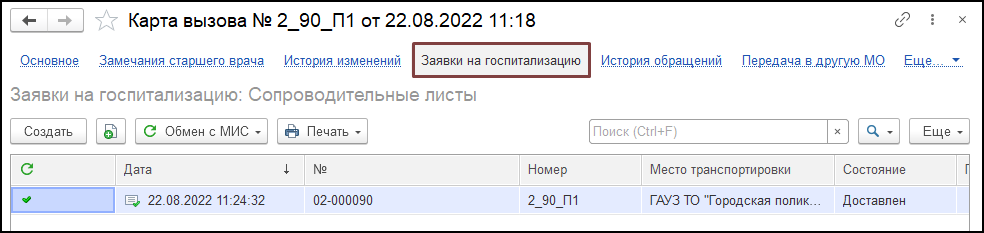 Карта вызова № 2_90_П1 от 22.08.2022 11:18
Основное Замечания старшего врача История изменений Заявки на госпитализацию История обращений Передача в другую МО Еще...
Заявки на госпитализацию: Сопроводительные листы
Создать Обмен с МИС Печать Поиск (Ctrl+F) × Еще
Дата ↓ № Номер Место транспортировки Состояние
22.08.2022 11:24:32 02-000090 2_90_П1 ГАУЗ ТО "Городская полик... Доставлен